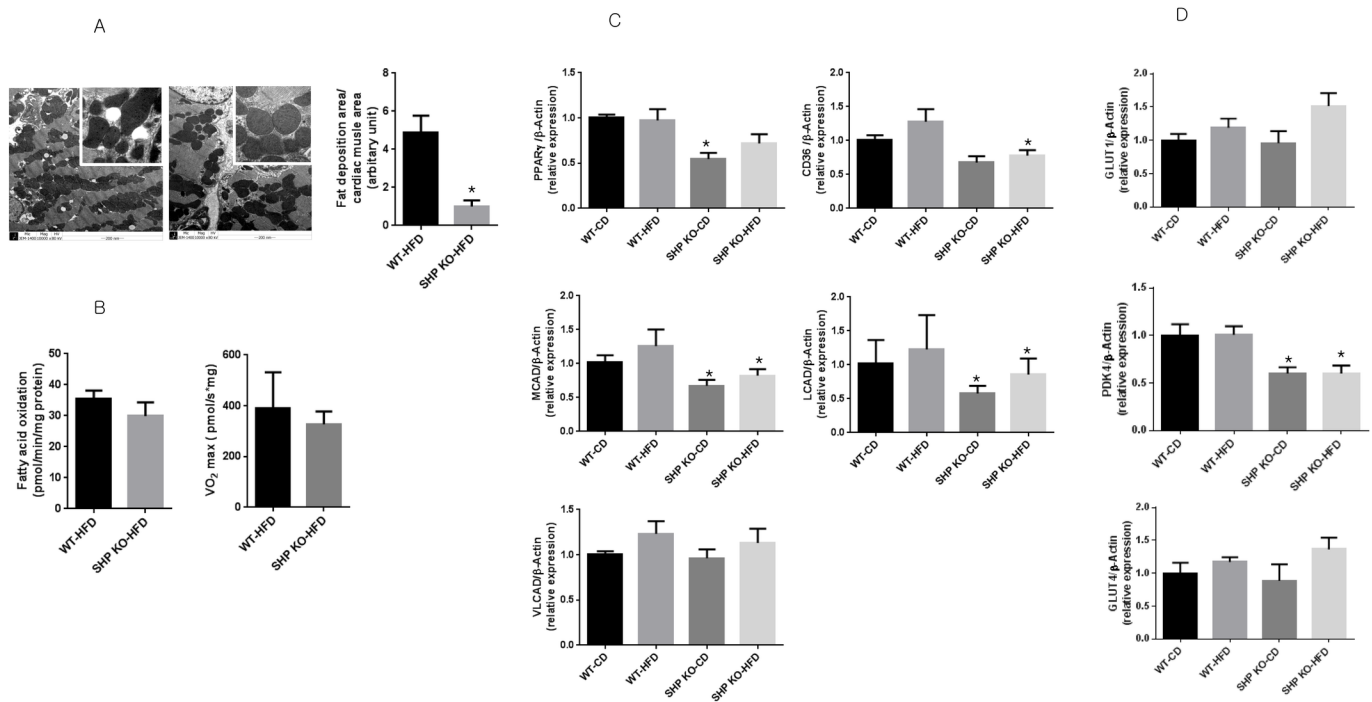 A
C
D
8
6
4
2
0
Fat deposition area/
cardiac musle area
(arbitary unit)
*
WT-HFD
SHP KO-HFD
Mc Mag HV
JEM-1400 10000 x 80 kV
200 nm
B
50
40
30
20
10
0
Fatty acid oxidation
(pmol/min/mg protein)
WT-HFD
SHP KO-HFD
600
400
200
0
VO2 max ( pmol/s*mg)
WT-HFD
SHP KO-HFD
1.5
1.0
0.5
0.0
PPARγ /β-Actin
(relative expression)
*
WT-CD
WT-HFD
SHP KO-CD
SHP KO-HFD
2.0
1.5
1.0
0.5
0.0
CD36 /β-Actin
(relative expression)
*
WT-CD
WT-HFD
SHP KO-CD
SHP KO-HFD
2.0
1.5
1.0
0.5
0.0
MCAD/β-Actin
(relative expression)
*
*
WT-CD
WT-HFD
SHP KO-CD
SHP KO-HFD
2.0
1.5
1.0
0.5
0.0
LCAD/β-Actin
(relative expression)
*
*
WT-CD
WT-HFD
SHP KO-CD
SHP KO-HFD
1.5
1.0
0.5
0.0
VLCAD/β-Actin
(relative expression)
WT-CD
WT-HFD
SHP KO-CD
SHP KO-HFD
2.0
1.5
1.0
0.5
0.0
GLUT1/β-Actin
(relative expression)
WT-CD
WT-HFD
SHP KO-CD
SHP KO-HFD
1.5
1.0
0.5
0.0
PDK4/β-Actin
(relative expression)
*
*
WT-CD
WT-HFD
SHP KO-CD
SHP KO-HFD
2.0
1.5
1.0
0.5
0.0
GLUT4/β-Actin
(relative expression)
WT-CD
WT-HFD
SHP KO-CD
SHP KO-HFD